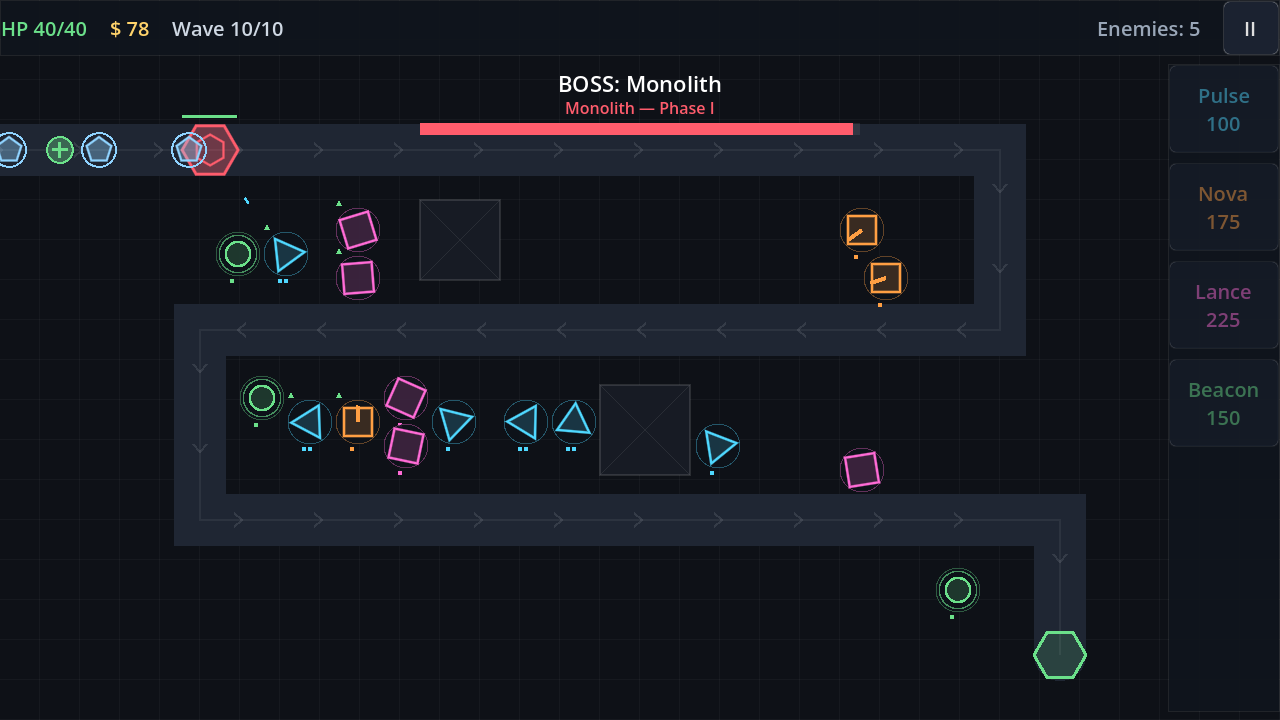 HP 40/40
$ 78
Wave 10/10
Enemies: 5
BOSS: Monolith
Monolith — Phase I
Pulse
100
Nova
175
Lance
225
Beacon
150